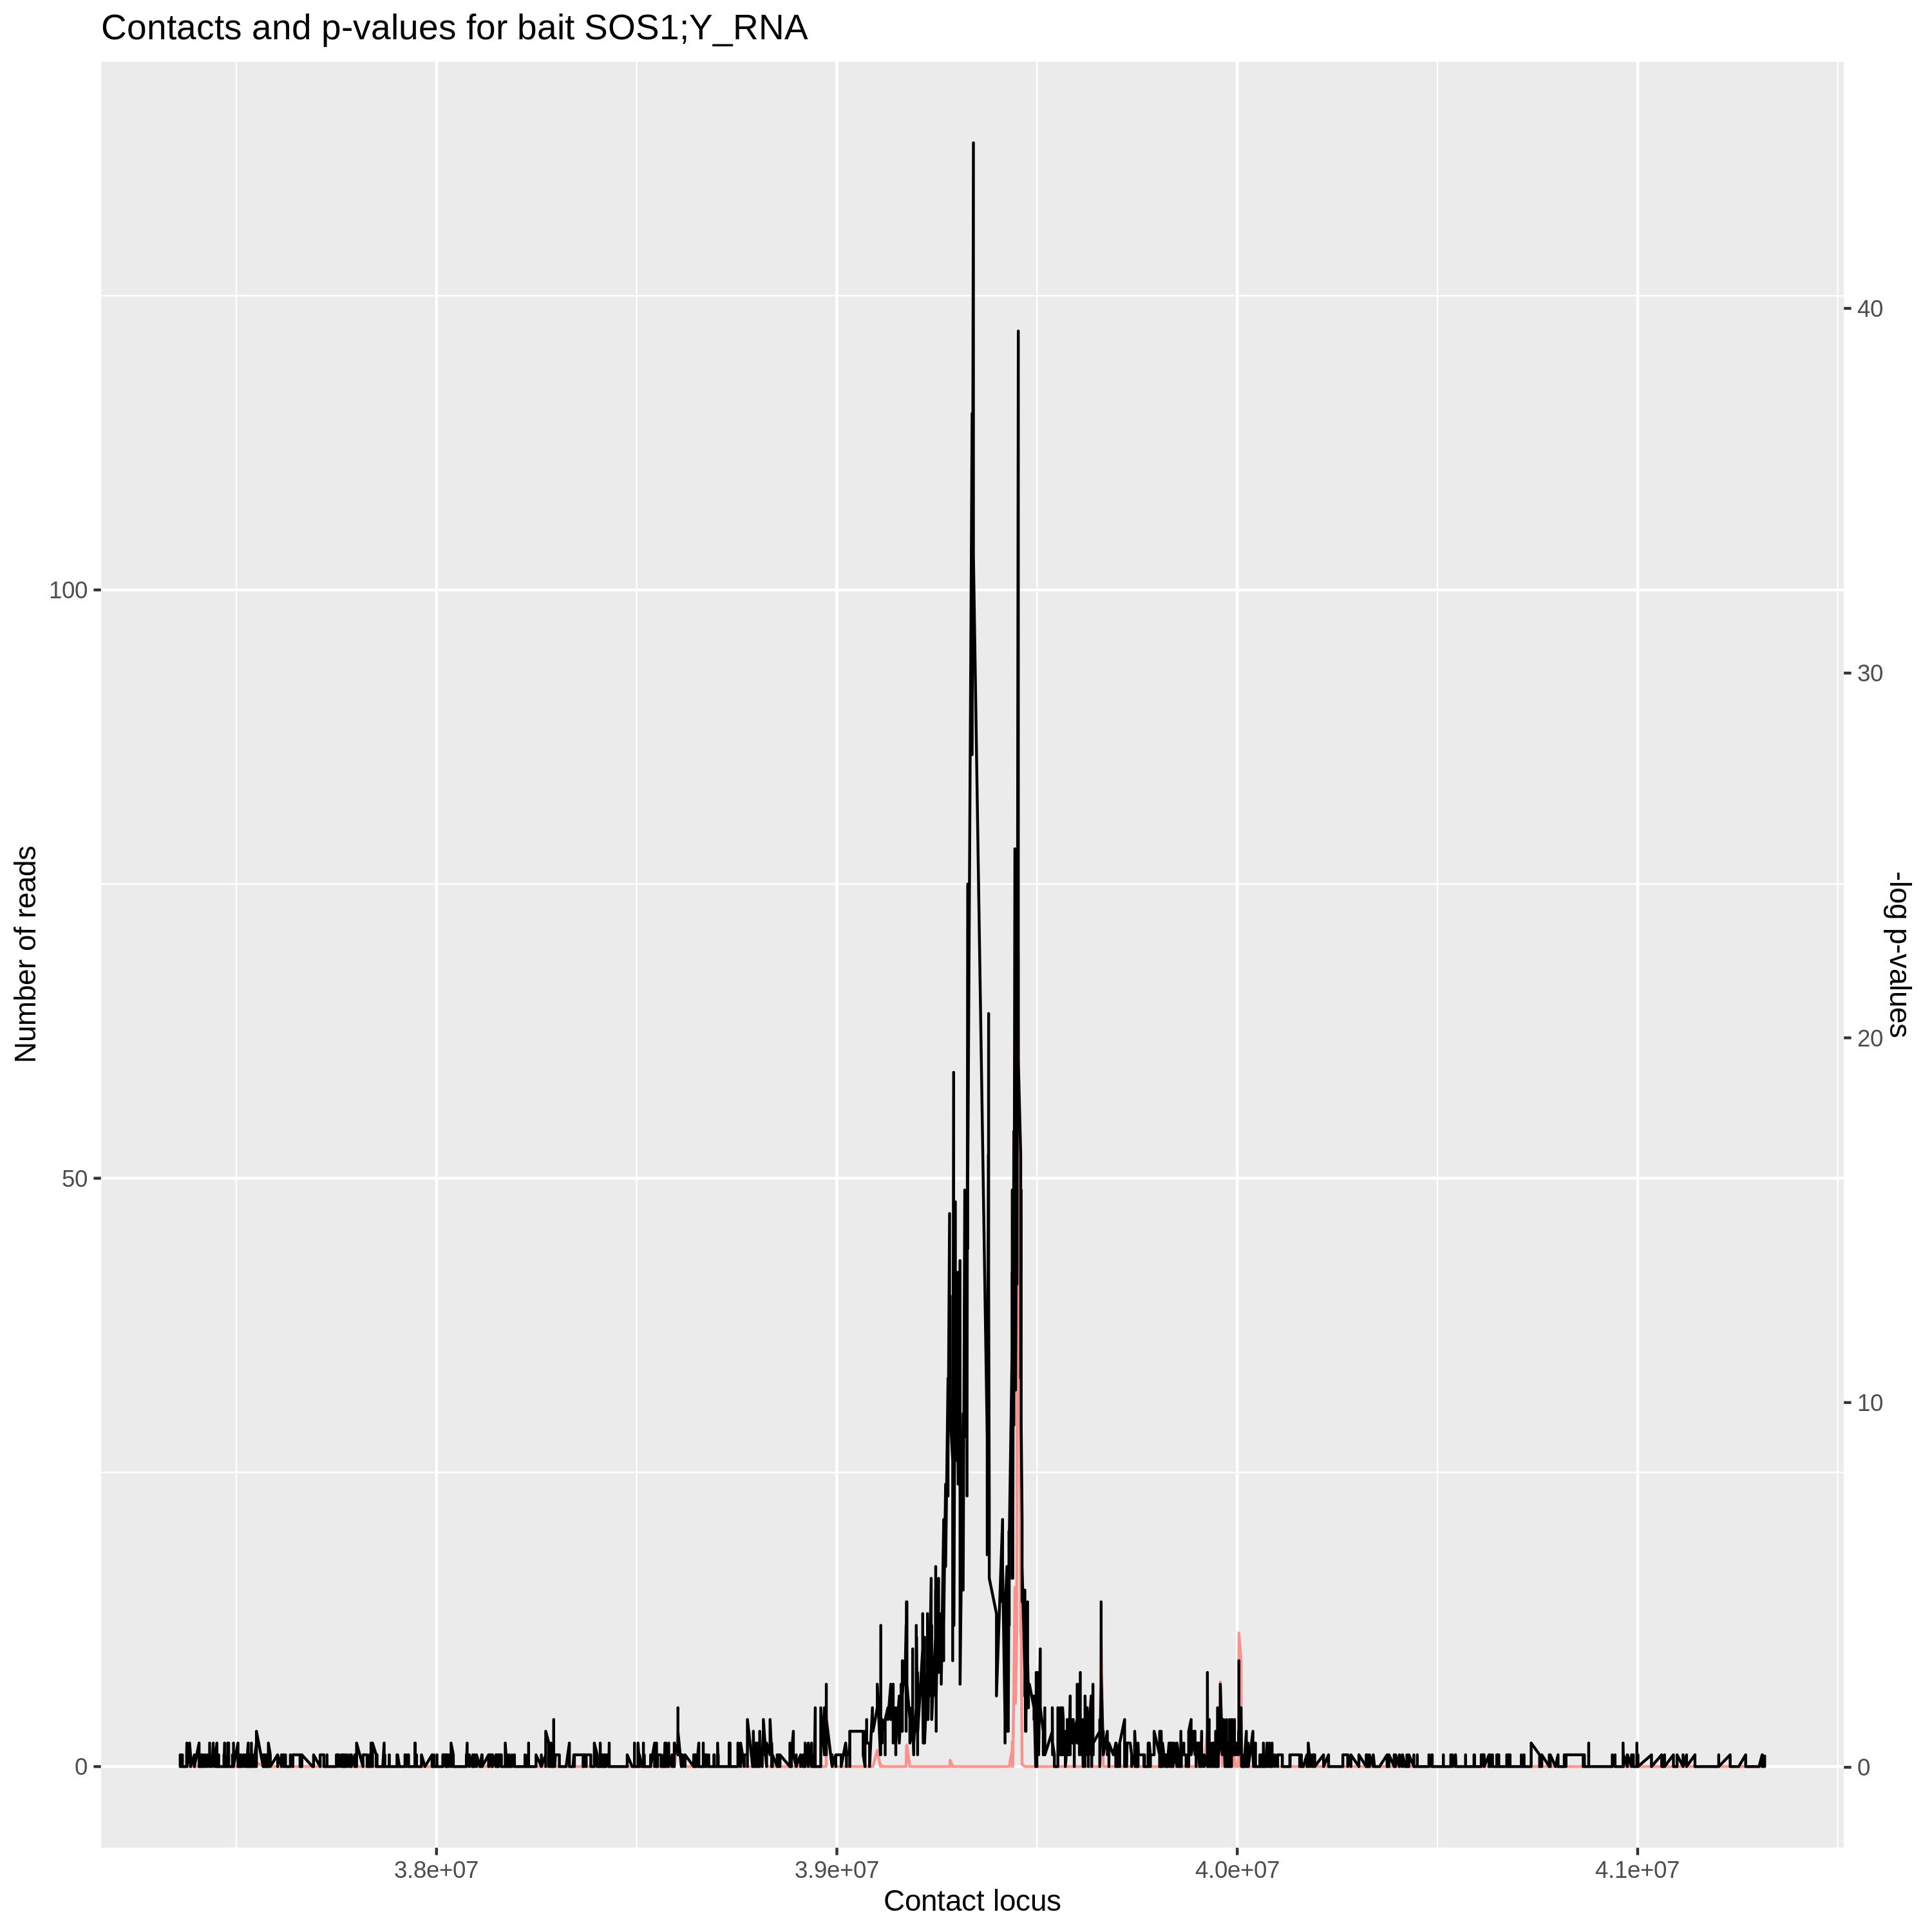 Contacts and p-values for bait SOS1;Y_RNA
Number of reads
100
50
0
40
30
20
10
0
-log p-values
3.8e+07 3.9e+07 4.0e+07 4.1e+07
Contact locus